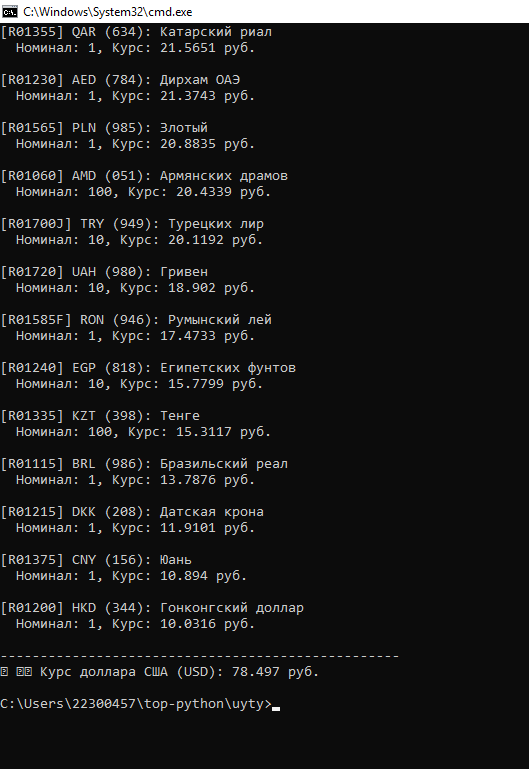 C:\Windows\System32\cmd.exe
[R01355] QAR (634): Катарский риал
Номинал: 1, Курс: 21.5651 руб.
[R01230] AED (784): Дирхам ОАЭ
Номинал: 1, Курс: 21.3743 руб.
[R01565] PLN (985): Злотый
Номинал: 1, Курс: 20.8835 руб.
[R01060] AMD (051): Армянских драмов
Номинал: 100, Курс: 20.4339 руб.
[R01700J] TRY (949): Турецких лир
Номинал: 10, Курс: 20.1192 руб.
[R01720] UAH (980): Гривен
Номинал: 10, Курс: 18.902 руб.
[R01585F] RON (946): Румынский лей
Номинал: 1, Курс: 17.4733 руб.
[R01240] EGP (818): Египетских фунтов
Номинал: 10, Курс: 15.7799 руб.
[R01335] KZT (398): Тенге
Номинал: 100, Курс: 15.3117 руб.
[R01115] BRL (986): Бразильский реал
Номинал: 1, Курс: 13.7876 руб.
[R01215] DKK (208): Датская крона
Номинал: 1, Курс: 11.9101 руб.
[R01375] CNY (156): Юань
Номинал: 1, Курс: 10.894 руб.
[R01200] HKD (344): Гонконгский доллар
Номинал: 1, Курс: 10.0316 руб.
--------------------------------------------------
Курс доллара США (USD): 78.497 руб.
C:\Users\22300457\top-python\uyty>